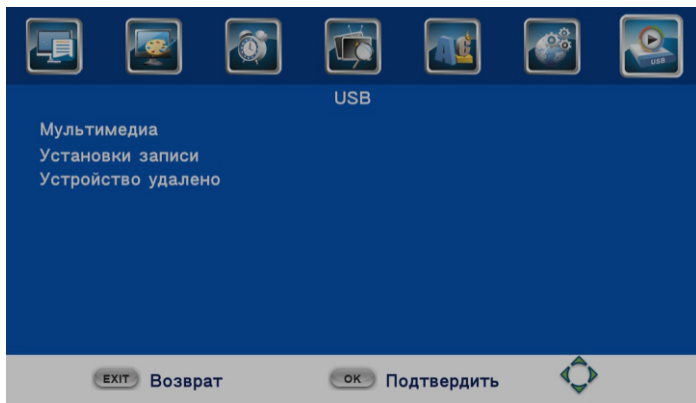 USB
USB
Мультимедиа
Установки записи
Устройство удалено
EXIT Возврат
OK Подтвердить